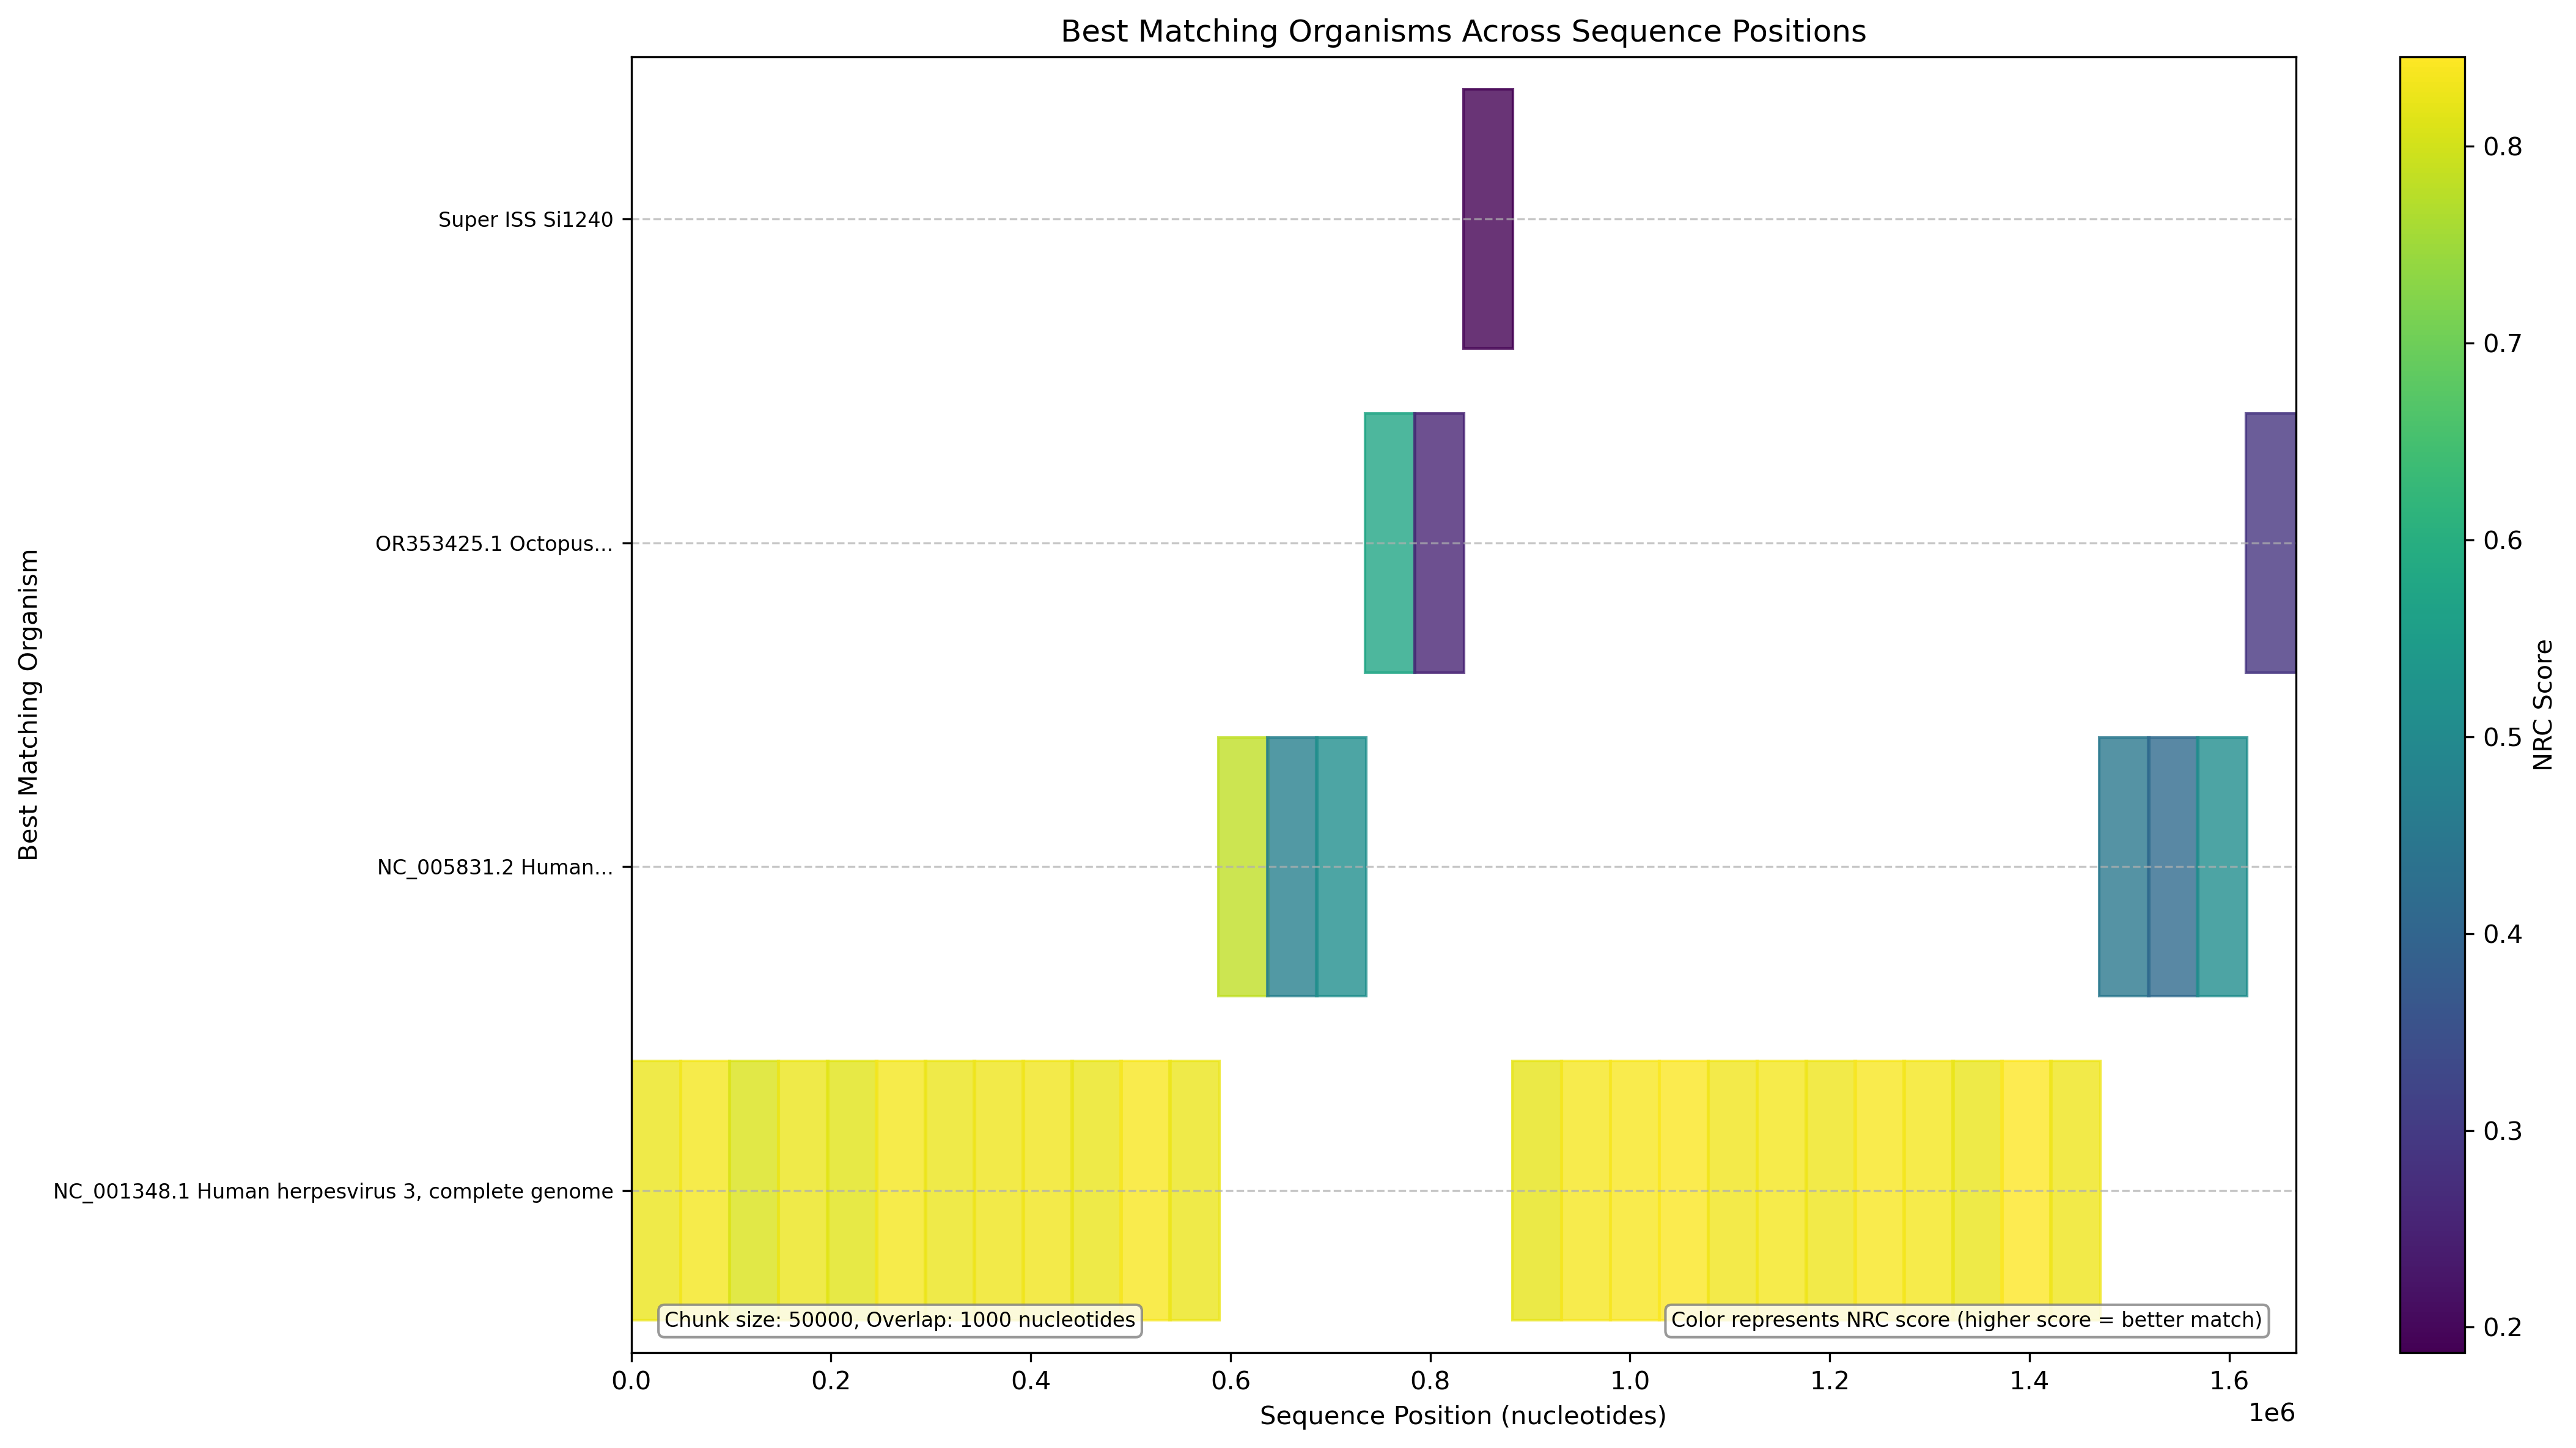 Best Matching Organisms Across Sequence Positions
Best Matching Organism
Super ISS Si1240
OR353425.1 Octopus...
NC_005831.2 Human...
NC_001348.1 Human herpesvirus 3, complete genome
Chunk size: 50000, Overlap: 1000 nucleotides
Color represents NRC score (higher score = better match)
0.0 0.2 0.4 0.6 0.8 1.0 1.2 1.4 1.6
1e6
Sequence Position (nucleotides)
0.8
0.7
0.6
0.5
0.4
0.3
0.2
NRC Score